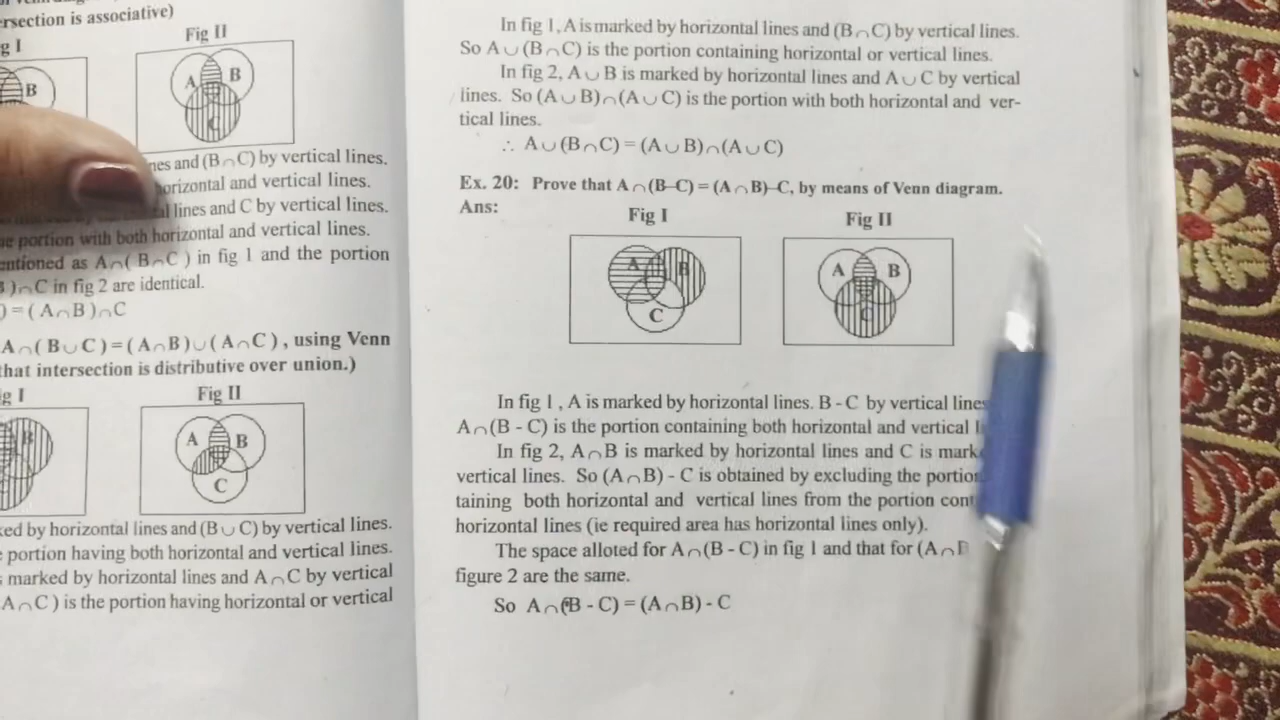 rsection is associative)
g I
Fig II
B
A
B
C
nes and (B∩C) by vertical lines.
horizontal and vertical lines.
lines and C by vertical lines.
portion with both horizontal and vertical lines.
entioned as A∩( B∩C ) in fig 1 and the portion
)∩C in fig 2 are identical.
) = ( A∩B )∩C
A∩( B∪C ) = ( A∩B )∪( A∩C ) , using Venn
that intersection is distributive over union.)
g I
Fig II
B
A
B
C
ked by horizontal lines and (B∪C) by vertical lines.
portion having both horizontal and vertical lines.
marked by horizontal lines and A∩C by vertical
A∩C ) is the portion having horizontal or vertical
In fig 1, A is marked by horizontal lines and (B∩C) by vertical lines.
So A∪(B∩C) is the portion containing horizontal or vertical lines.
In fig 2, A∪B is marked by horizontal lines and A∪C by vertical
lines. So (A∪B)∩(A∪C) is the portion with both horizontal and ver-
tical lines.
∴ A∪(B∩C) = (A∪B)∩(A∪C)
Ex. 20: Prove that A∩(B–C) = (A∩B)–C, by means of Venn diagram.
Ans:
Fig I
Fig II
A
B
C
A
B
C
In fig 1 , A is marked by horizontal lines. B - C by vertical lines
A∩(B - C) is the portion containing both horizontal and vertical
In fig 2, A∩B is marked by horizontal lines and C is mark
vertical lines. So (A∩B) - C is obtained by excluding the portion
taining both horizontal and vertical lines from the portion cont
horizontal lines (ie required area has horizontal lines only).
The space alloted for A∩(B - C) in fig 1 and that for (A∩
figure 2 are the same.
So A∩(B - C) = (A∩B) - C